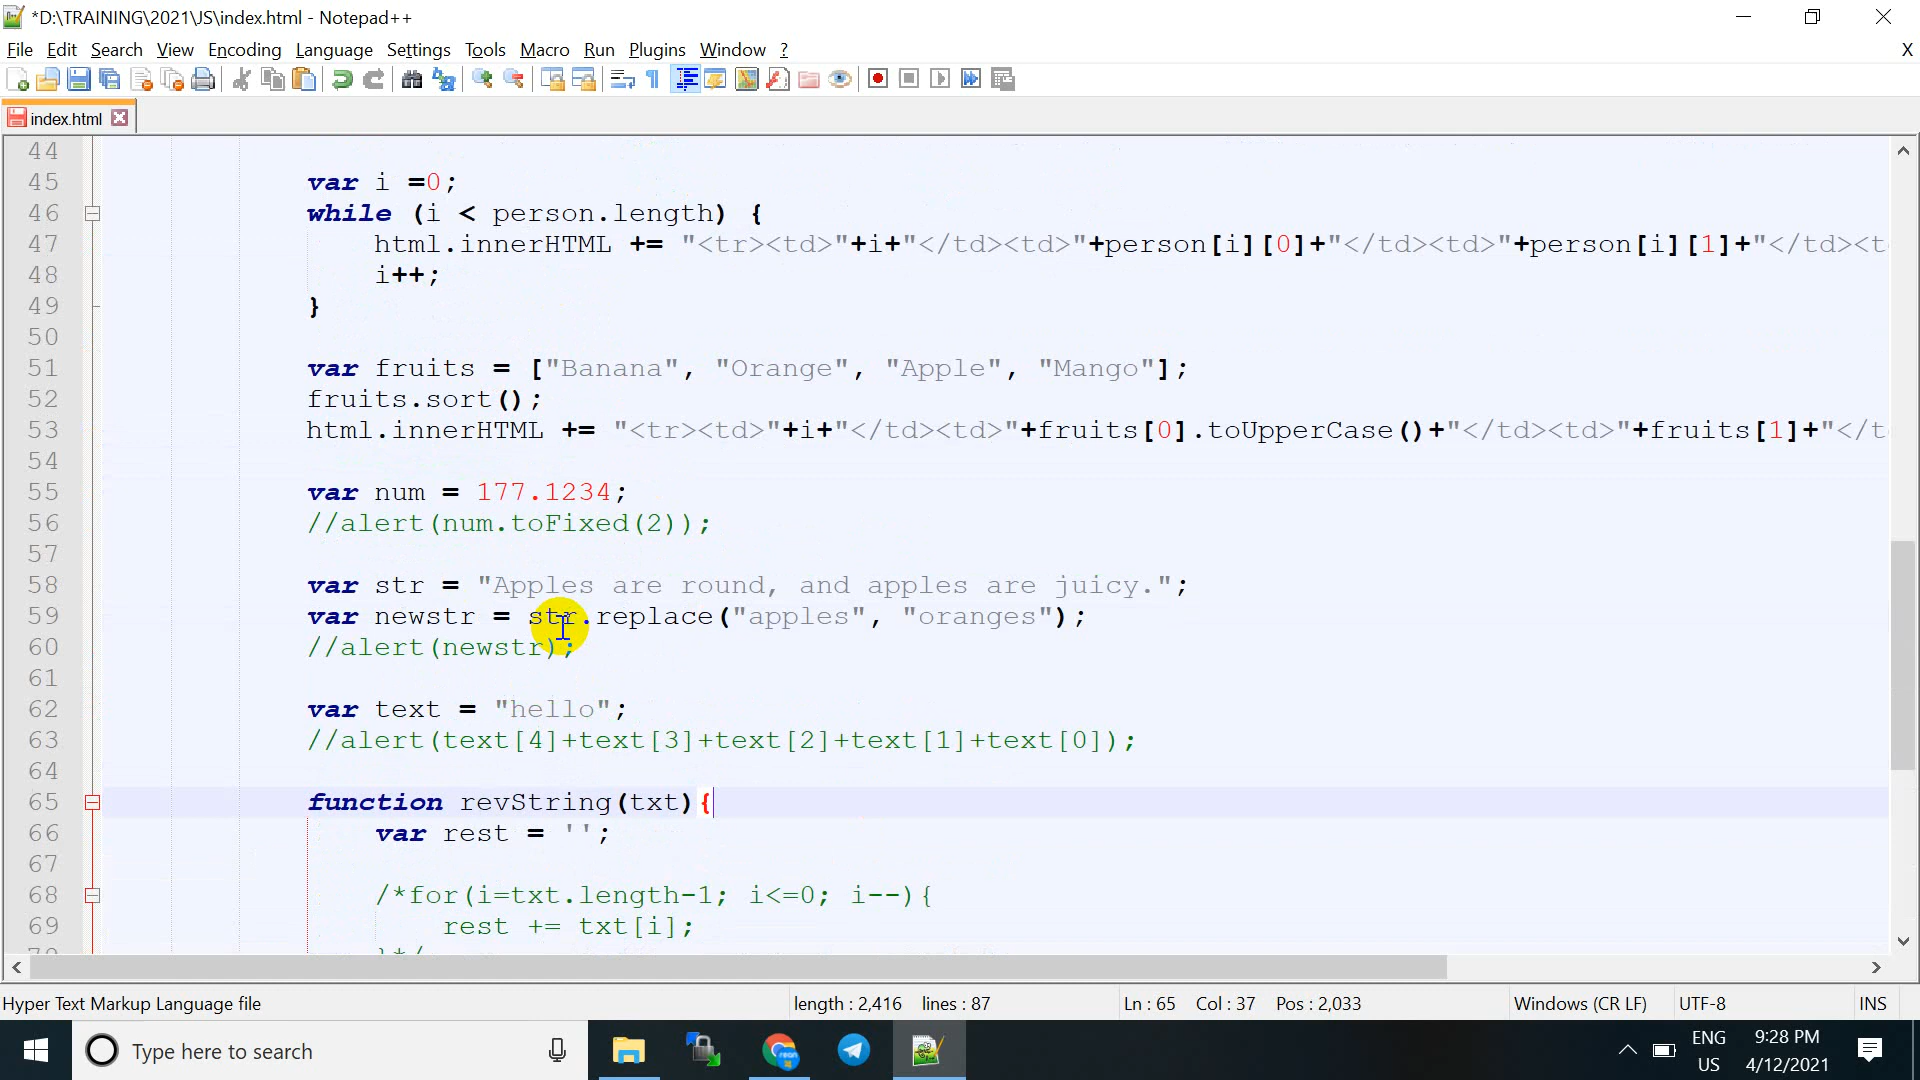 *D:\TRAINING\2021\JS\index.html - Notepad++
File Edit Search View Encoding Language Settings Tools Macro Run Plugins Window ? X
index.html
44
45 var i =0;
46 while (i < person.length) {
47 html.innerHTML += "<tr><td>"+i+"</td><td>"+person[i][0]+"</td><td>"+person[i][1]+"</td><t
48 i++;
49 }
50
51 var fruits = ["Banana", "Orange", "Apple", "Mango"];
52 fruits.sort();
53 html.innerHTML += "<tr><td>"+i+"</td><td>"+fruits[0].toUpperCase()+"</td><td>"+fruits[1]+"</t
54
55 var num = 177.1234;
56 //alert(num.toFixed(2));
57
58 var str = "Apples are round, and apples are juicy.";
59 var newstr = str.replace("apples", "oranges");
60 //alert(newstr);
61
62 var text = "hello";
63 //alert(text[4]+text[3]+text[2]+text[1]+text[0]);
64
65 function revString(txt){
66 var rest = '';
67
68 /*for(i=txt.length-1; i<=0; i--){
69 rest += txt[i];
Hyper Text Markup Language file length : 2,416 lines : 87 Ln : 65 Col : 37 Pos : 2,033 Windows (CR LF) UTF-8 INS
Type here to search
ENG
US
9:28 PM
4/12/2021